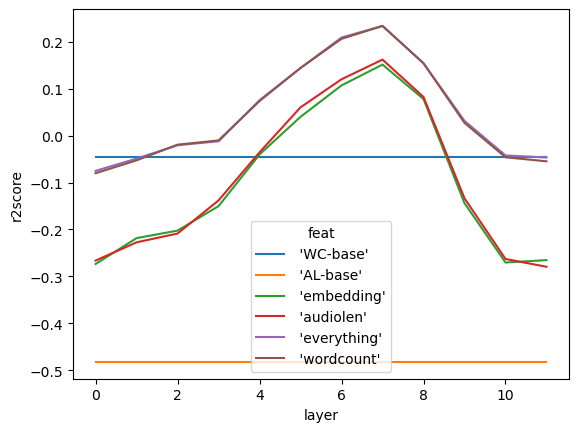 0.2
0.1
0.0
−0.1
−0.2
−0.3
−0.4
−0.5
r2score
feat
'WC-base'
'AL-base'
'embedding'
'audiolen'
'everything'
'wordcount'
0 2 4 6 8 10
layer